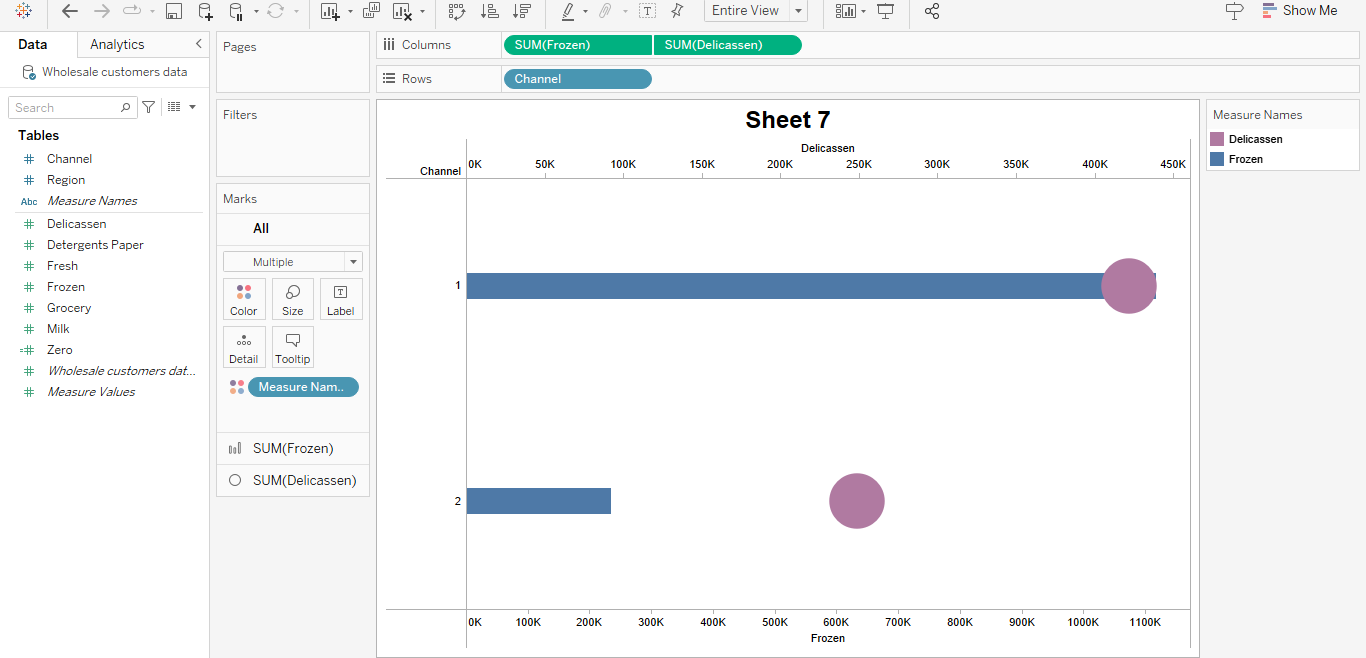 Entire View
Show Me
Data
Analytics
Wholesale customers data
Search
Tables
Channel
Region
Abc Measure Names
Delicassen
Detergents Paper
Fresh
Frozen
Grocery
Milk
Zero
Wholesale customers dat...
Measure Values
Pages
Filters
Marks
All
Multiple
Color Size Label
Detail Tooltip
Measure Nam..
SUM(Frozen)
SUM(Delicassen)
Columns SUM(Frozen) SUM(Delicassen)
Rows Channel
Sheet 7
Delicassen
Channel 0K 50K 100K 150K 200K 250K 300K 350K 400K 450K
1
2
0K 100K 200K 300K 400K 500K 600K 700K 800K 900K 1000K 1100K
Frozen
Measure Names
Delicassen
Frozen